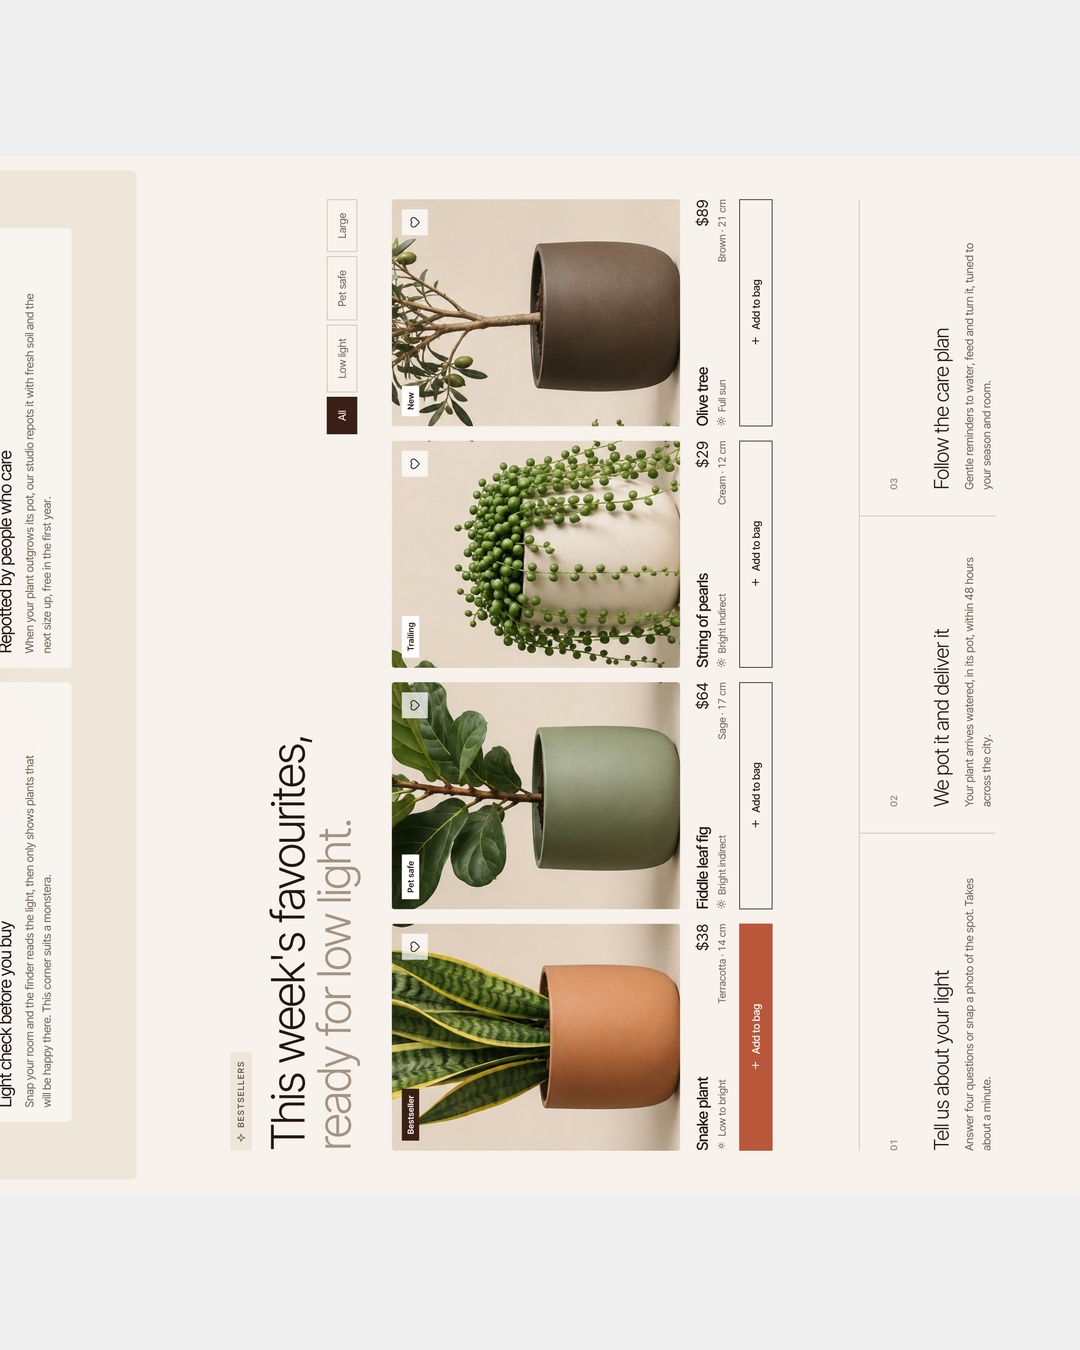 Light check before you buy
Snap your room and the finder reads the light, then only shows plants that
will be happy there. This corner suits a monstera.
Repotted by people who care
When your plant outgrows its pot, our studio repots it with fresh soil and the
next size up, free in the first year.
BESTSELLERS
This week's favourites,
ready for low light.
All
Low light
Pet safe
Large
Bestseller
Snake plant
$38
Low to bright
Terracotta · 14 cm
+ Add to bag
Pet safe
Fiddle leaf fig
$64
Bright indirect
Sage · 17 cm
+ Add to bag
Trailing
String of pearls
$29
Bright indirect
Cream · 12 cm
+ Add to bag
New
Olive tree
$89
Full sun
Brown · 21 cm
+ Add to bag
01
Tell us about your light
Answer four questions or snap a photo of the spot. Takes
about a minute.
02
We pot it and deliver it
Your plant arrives watered, in its pot, within 48 hours
across the city.
03
Follow the care plan
Gentle reminders to water, feed and turn it, tuned to
your season and room.